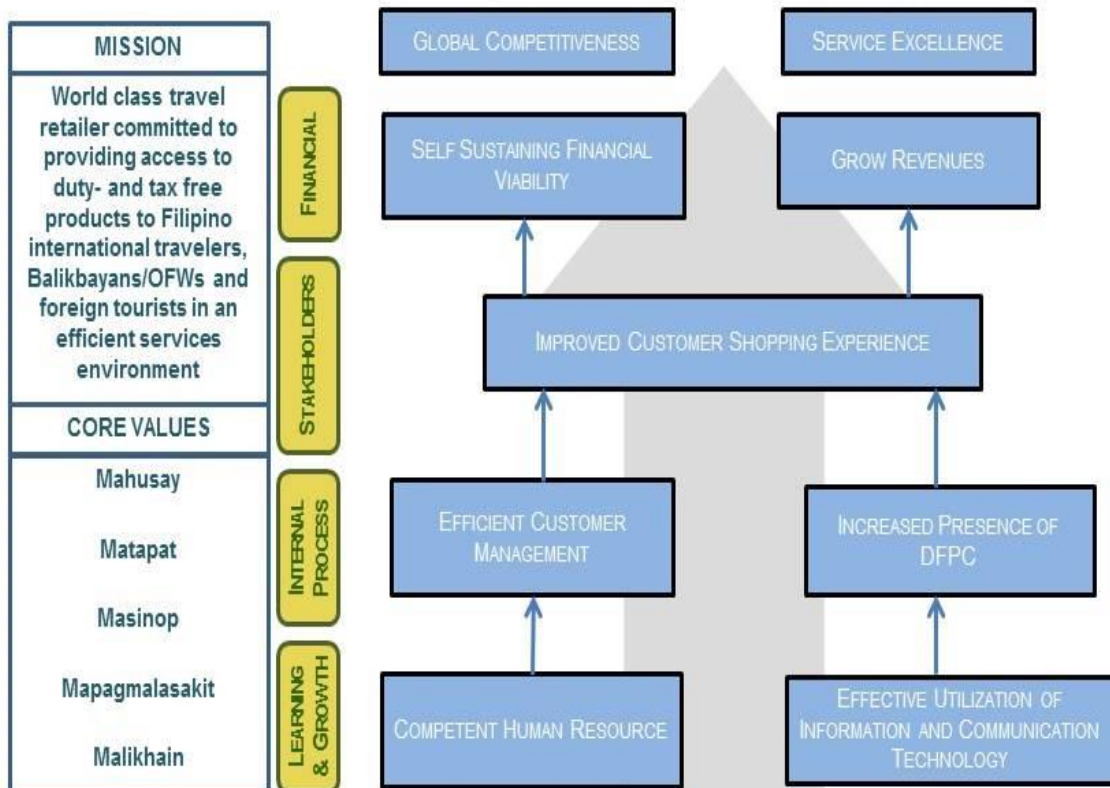 MISSION
World class travel
retailer committed to
providing access to
duty- and tax free
products to Filipino
international travelers,
Balikbayans/OFWs and
foreign tourists in an
efficient services
environment
CORE VALUES
Mahusay
Matapat
Masinop
Mapagmalasakit
Malikhain
FINANCIAL
STAKEHOLDERS
INTERNAL
PROCESS
LEARNING
& GROWTH
GLOBAL COMPETITIVENESS
SERVICE EXCELLENCE
SELF SUSTAINING FINANCIAL
VIABILITY
GROW REVENUES
IMPROVED CUSTOMER SHOPPING EXPERIENCE
EFFICIENT CUSTOMER
MANAGEMENT
INCREASED PRESENCE OF
DFPC
COMPETENT HUMAN RESOURCE
EFFECTIVE UTILIZATION OF
INFORMATION AND COMMUNICATION
TECHNOLOGY